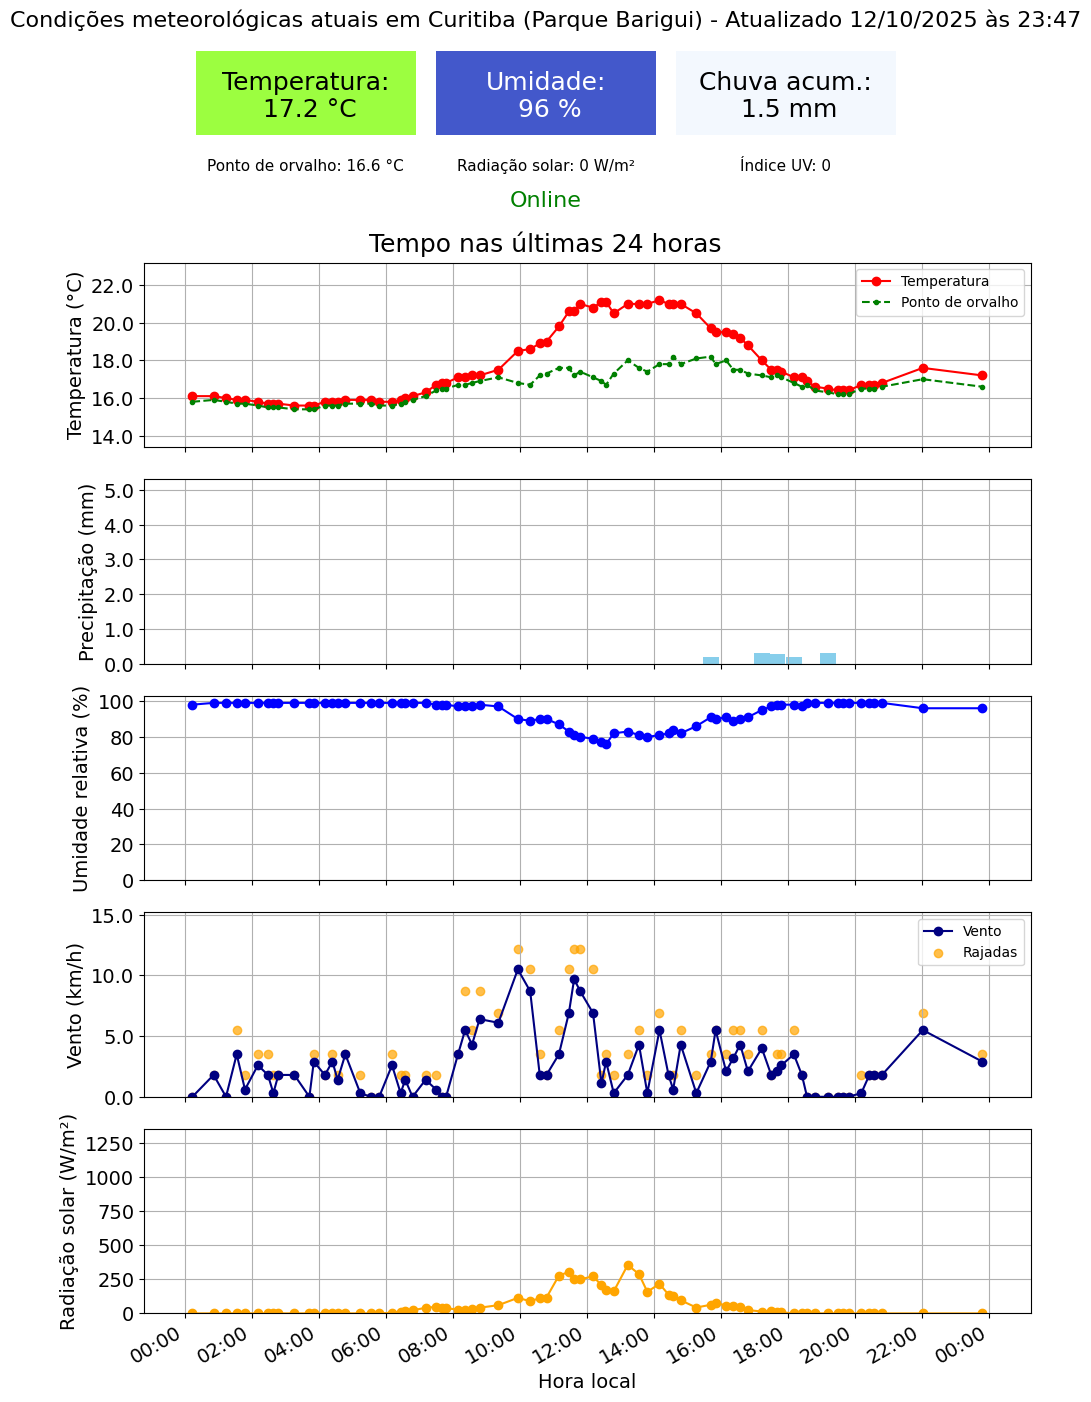 Condições meteorológicas atuais em Curitiba (Parque Barigui) - Atualizado 12/10/2025 às 23:47
Temperatura:
17.2 °C
Umidade:
96 %
Chuva acum.:
1.5 mm
Ponto de orvalho: 16.6 °C
Radiação solar: 0 W/m²
Índice UV: 0
Online
Tempo nas últimas 24 horas
Temperatura (°C)
22.0
20.0
18.0
16.0
14.0
Temperatura
Ponto de orvalho
Precipitação (mm)
5.0
4.0
3.0
2.0
1.0
0.0
Umidade relativa (%)
100
80
60
40
20
0
Vento (km/h)
15.0
10.0
5.0
0.0
Vento
Rajadas
Radiação solar (W/m²)
1250
1000
750
500
250
0
00:00
02:00
04:00
06:00
08:00
10:00
12:00
14:00
16:00
18:00
20:00
22:00
00:00
Hora local